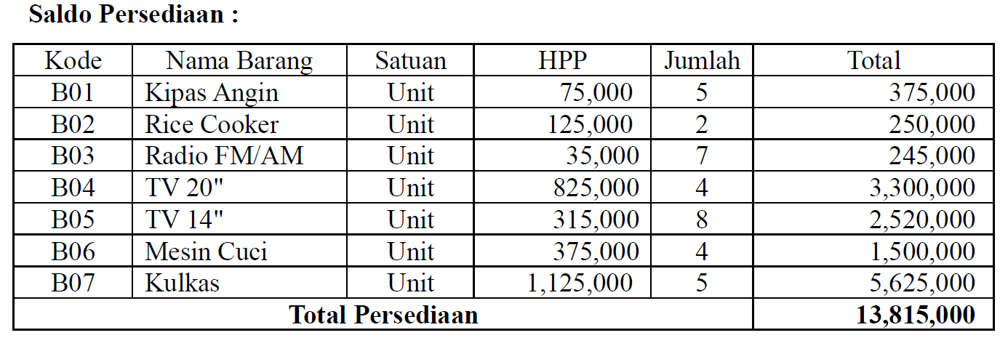 Saldo Persediaan :
Kode Nama Barang Satuan HPP Jumlah Total
B01 Kipas Angin Unit 75,000 5 375,000
B02 Rice Cooker Unit 125,000 2 250,000
B03 Radio FM/AM Unit 35,000 7 245,000
B04 TV 20" Unit 825,000 4 3,300,000
B05 TV 14" Unit 315,000 8 2,520,000
B06 Mesin Cuci Unit 375,000 4 1,500,000
B07 Kulkas Unit 1,125,000 5 5,625,000
Total Persediaan 13,815,000